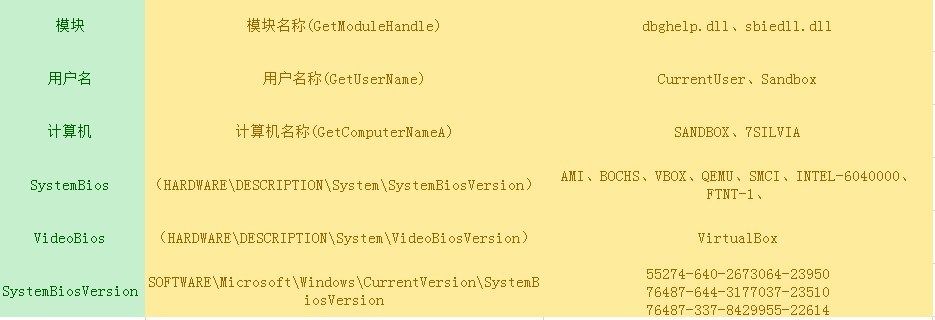 模块 模块名称(GetModuleHandle) dbghelp.dll、sbiedll.dll
用户名 用户名称(GetUserName) CurrentUser、Sandbox
计算机 计算机名称(GetComputerNameA) SANDBOX、7SILVIA
SystemBios （HARDWARE\DESCRIPTION\System\SystemBiosVersion） AMI、BOCHS、VBOX、QEMU、SMCI、INTEL-6040000、
FTNT-1、
VideoBios （HARDWARE\DESCRIPTION\System\VideoBiosVersion） VirtualBox
SystemBiosVersion SOFTWARE\Microsoft\Windows\CurrentVersion\SystemB
iosVersion
55274-640-2673064-23950
76487-644-3177037-23510
76487-337-8429955-22614